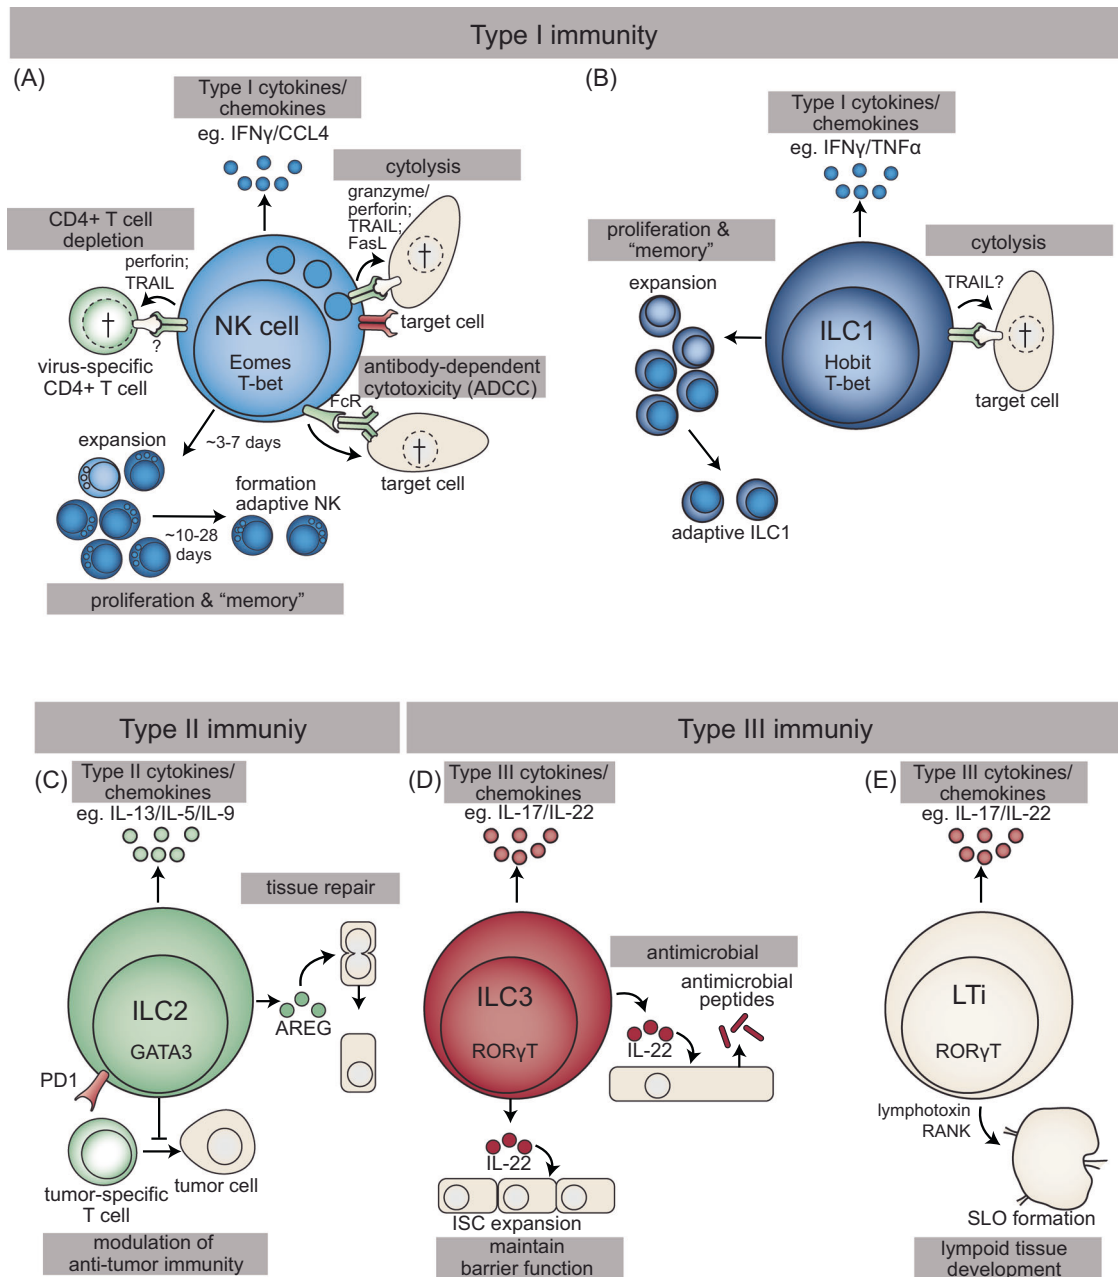 Type I immunity
(A)
Type I cytokines/
chemokines
eg. IFNγ/CCL4
cytolysis
granzyme/
perforin;
TRAIL;
FasL
target cell
CD4+ T cell
depletion
perforin;
TRAIL
?
virus-specific
CD4+ T cell
NK cell
Eomes
T-bet
antibody-dependent
cytotoxicity (ADCC)
FcR
target cell
~3-7 days
expansion
formation
adaptive NK
~10-28
days
proliferation & “memory”
(B)
Type I cytokines/
chemokines
eg. IFNγ/TNFα
proliferation &
“memory”
expansion
ILC1
Hobit
T-bet
cytolysis
TRAIL?
target cell
adaptive ILC1
Type II immuniy
(C)
Type II cytokines/
chemokines
eg. IL-13/IL-5/IL-9
tissue repair
ILC2
GATA3
AREG
PD1
tumor-specific
T cell
tumor cell
modulation of
anti-tumor immunity
Type III immuniy
(D)
Type III cytokines/
chemokines
eg. IL-17/IL-22
ILC3
RORγT
antimicrobial
antimicrobial
peptides
IL-22
IL-22
ISC expansion
maintain
barrier function
(E)
Type III cytokines/
chemokines
eg. IL-17/IL-22
LTi
RORγT
lymphotoxin
RANK
SLO formation
lympoid tissue
development